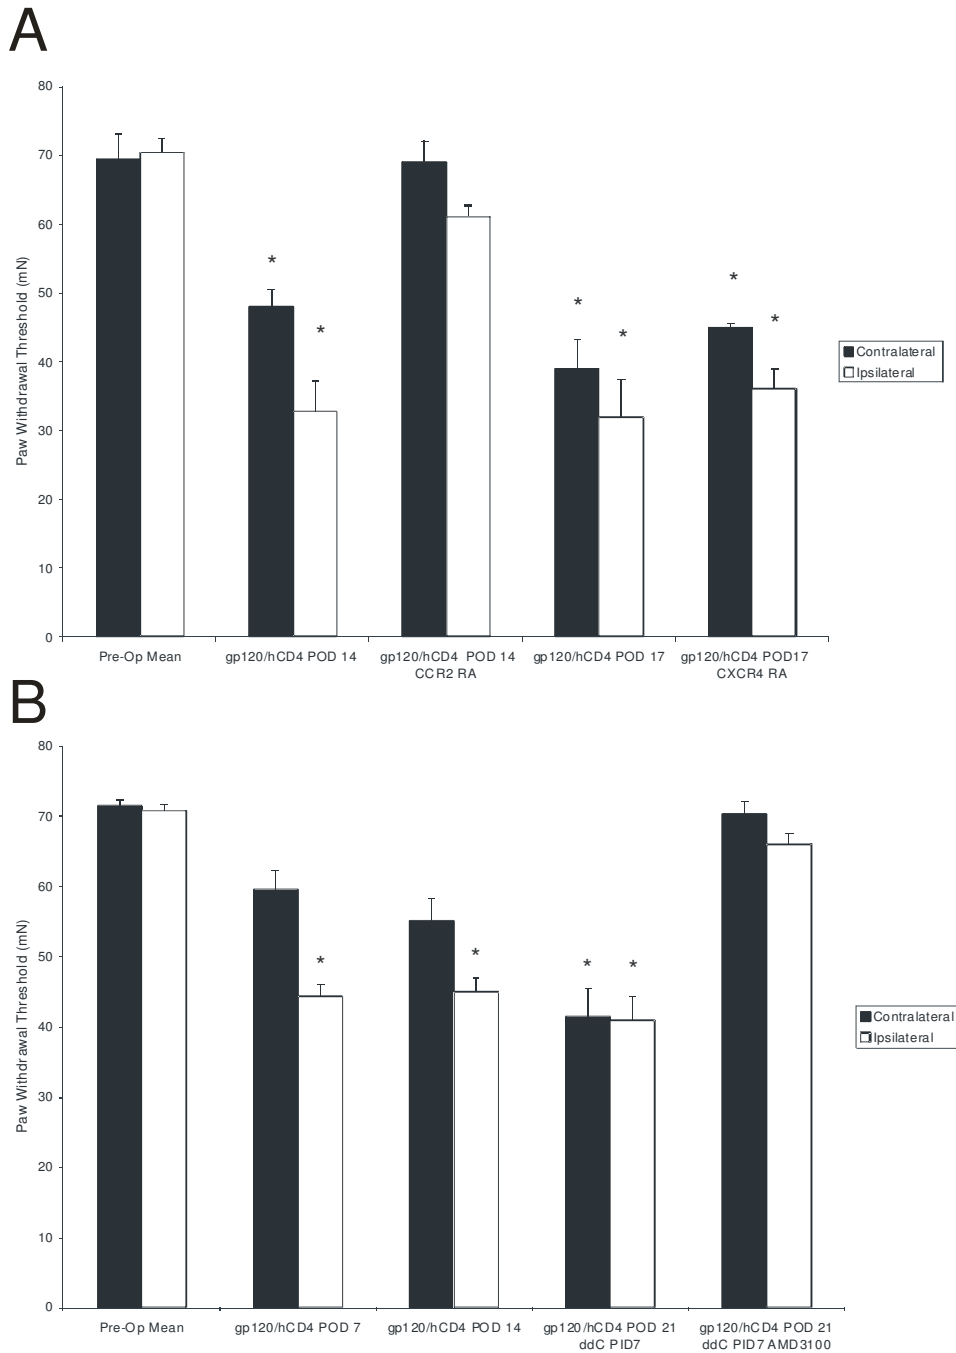 A
80
70
60
50
40
30
20
10
0
Paw Withdrawal Threshold (mN)
*
*
*
*
*
*
Contralateral
Ipsilateral
Pre-Op Mean
gp120/hCD4 POD 14
gp120/hCD4 POD 14
CCR2 RA
gp120/hCD4 POD 17
gp120/hCD4 POD17
CXCR4 RA
B
80
70
60
50
40
30
20
10
0
Paw Withdrawal Threshold (mN)
*
*
*
*
Contralateral
Ipsilateral
Pre-Op Mean
gp120/hCD4 POD 7
gp120/hCD4 POD 14
gp120/hCD4 POD 21
ddC PID7
gp120/hCD4 POD 21
ddC PID7 AMD3100